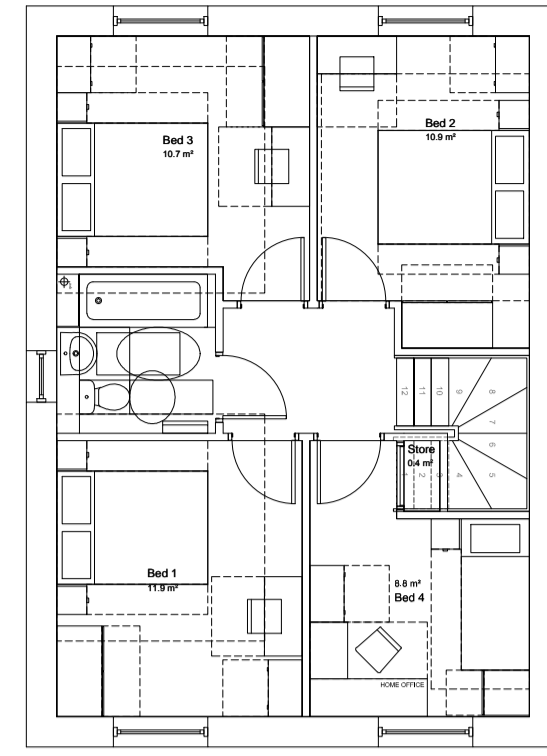 Bed 3
10.7 m²
Bed 2
10.9 m²
12
11
10
9
8
7
6
5
4
3
2
1
Store
0.4 m²
Bed 1
11.9 m²
8.8 m²
Bed 4
HOME OFFICE